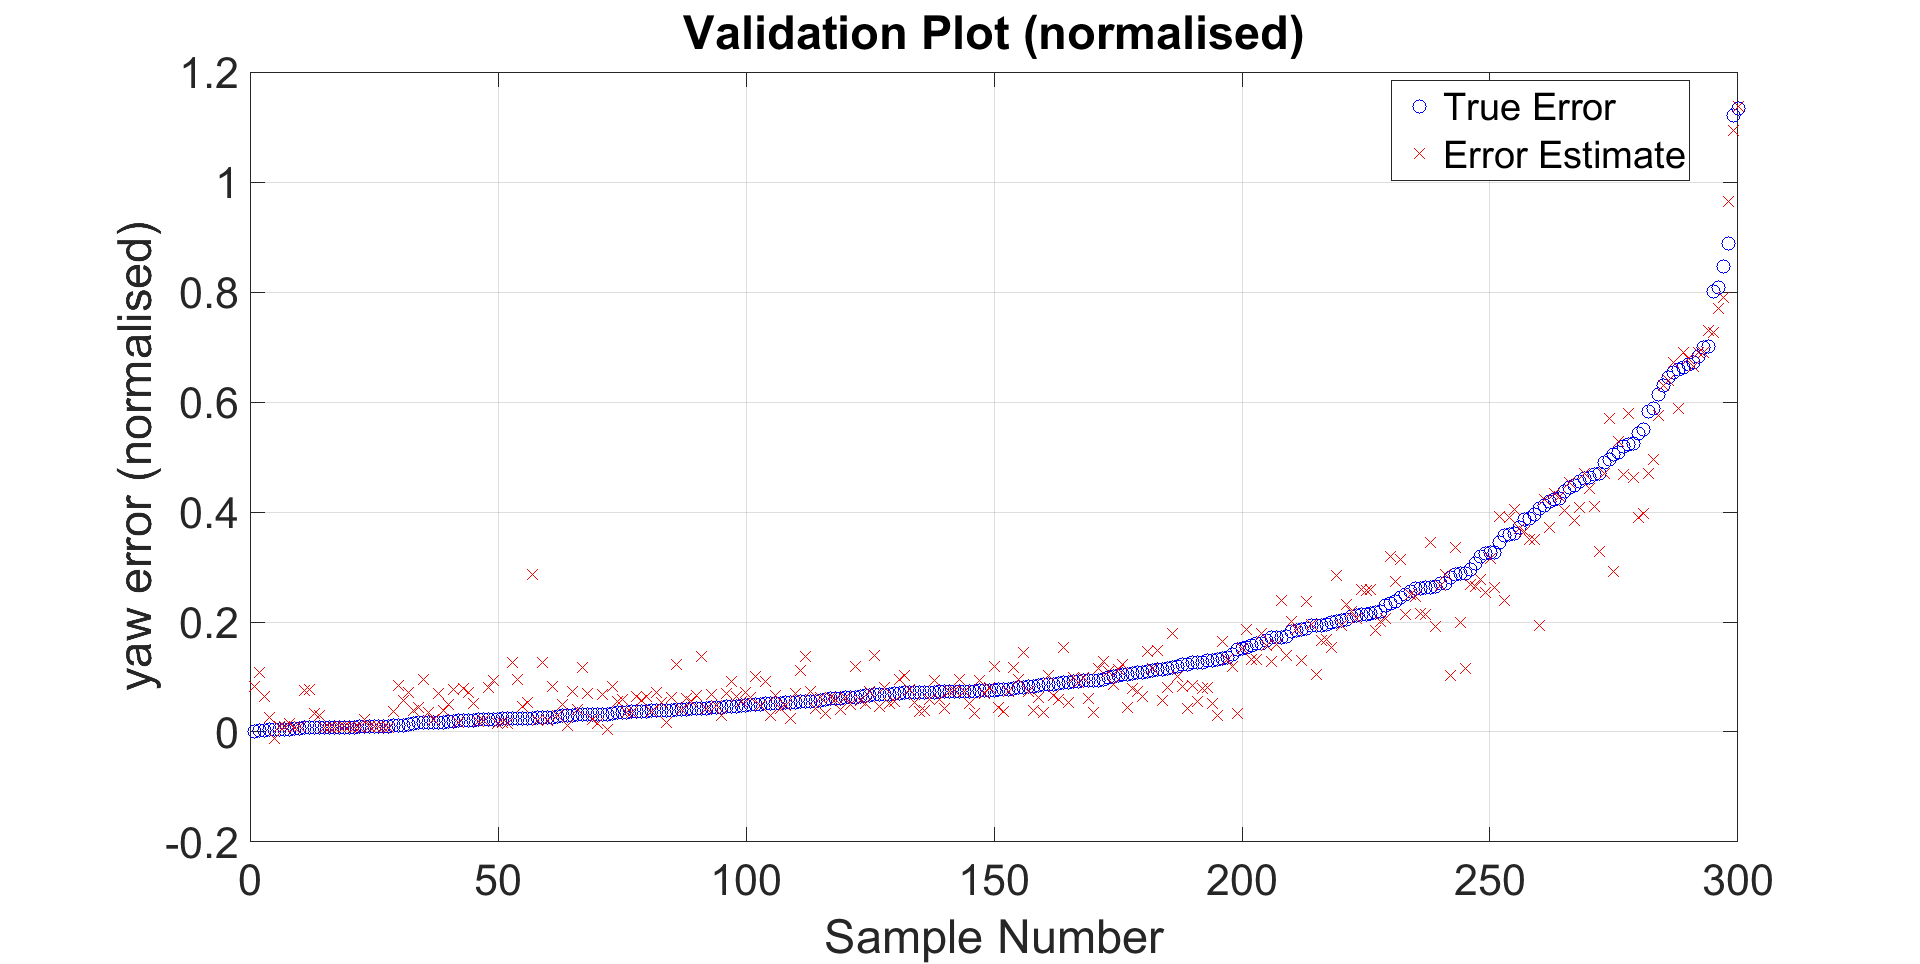 Validation Plot (normalised)
True Error
Error Estimate
yaw error (normalised)
1.2
1
0.8
0.6
0.4
0.2
0
-0.2
0 50 100 150 200 250 300
Sample Number